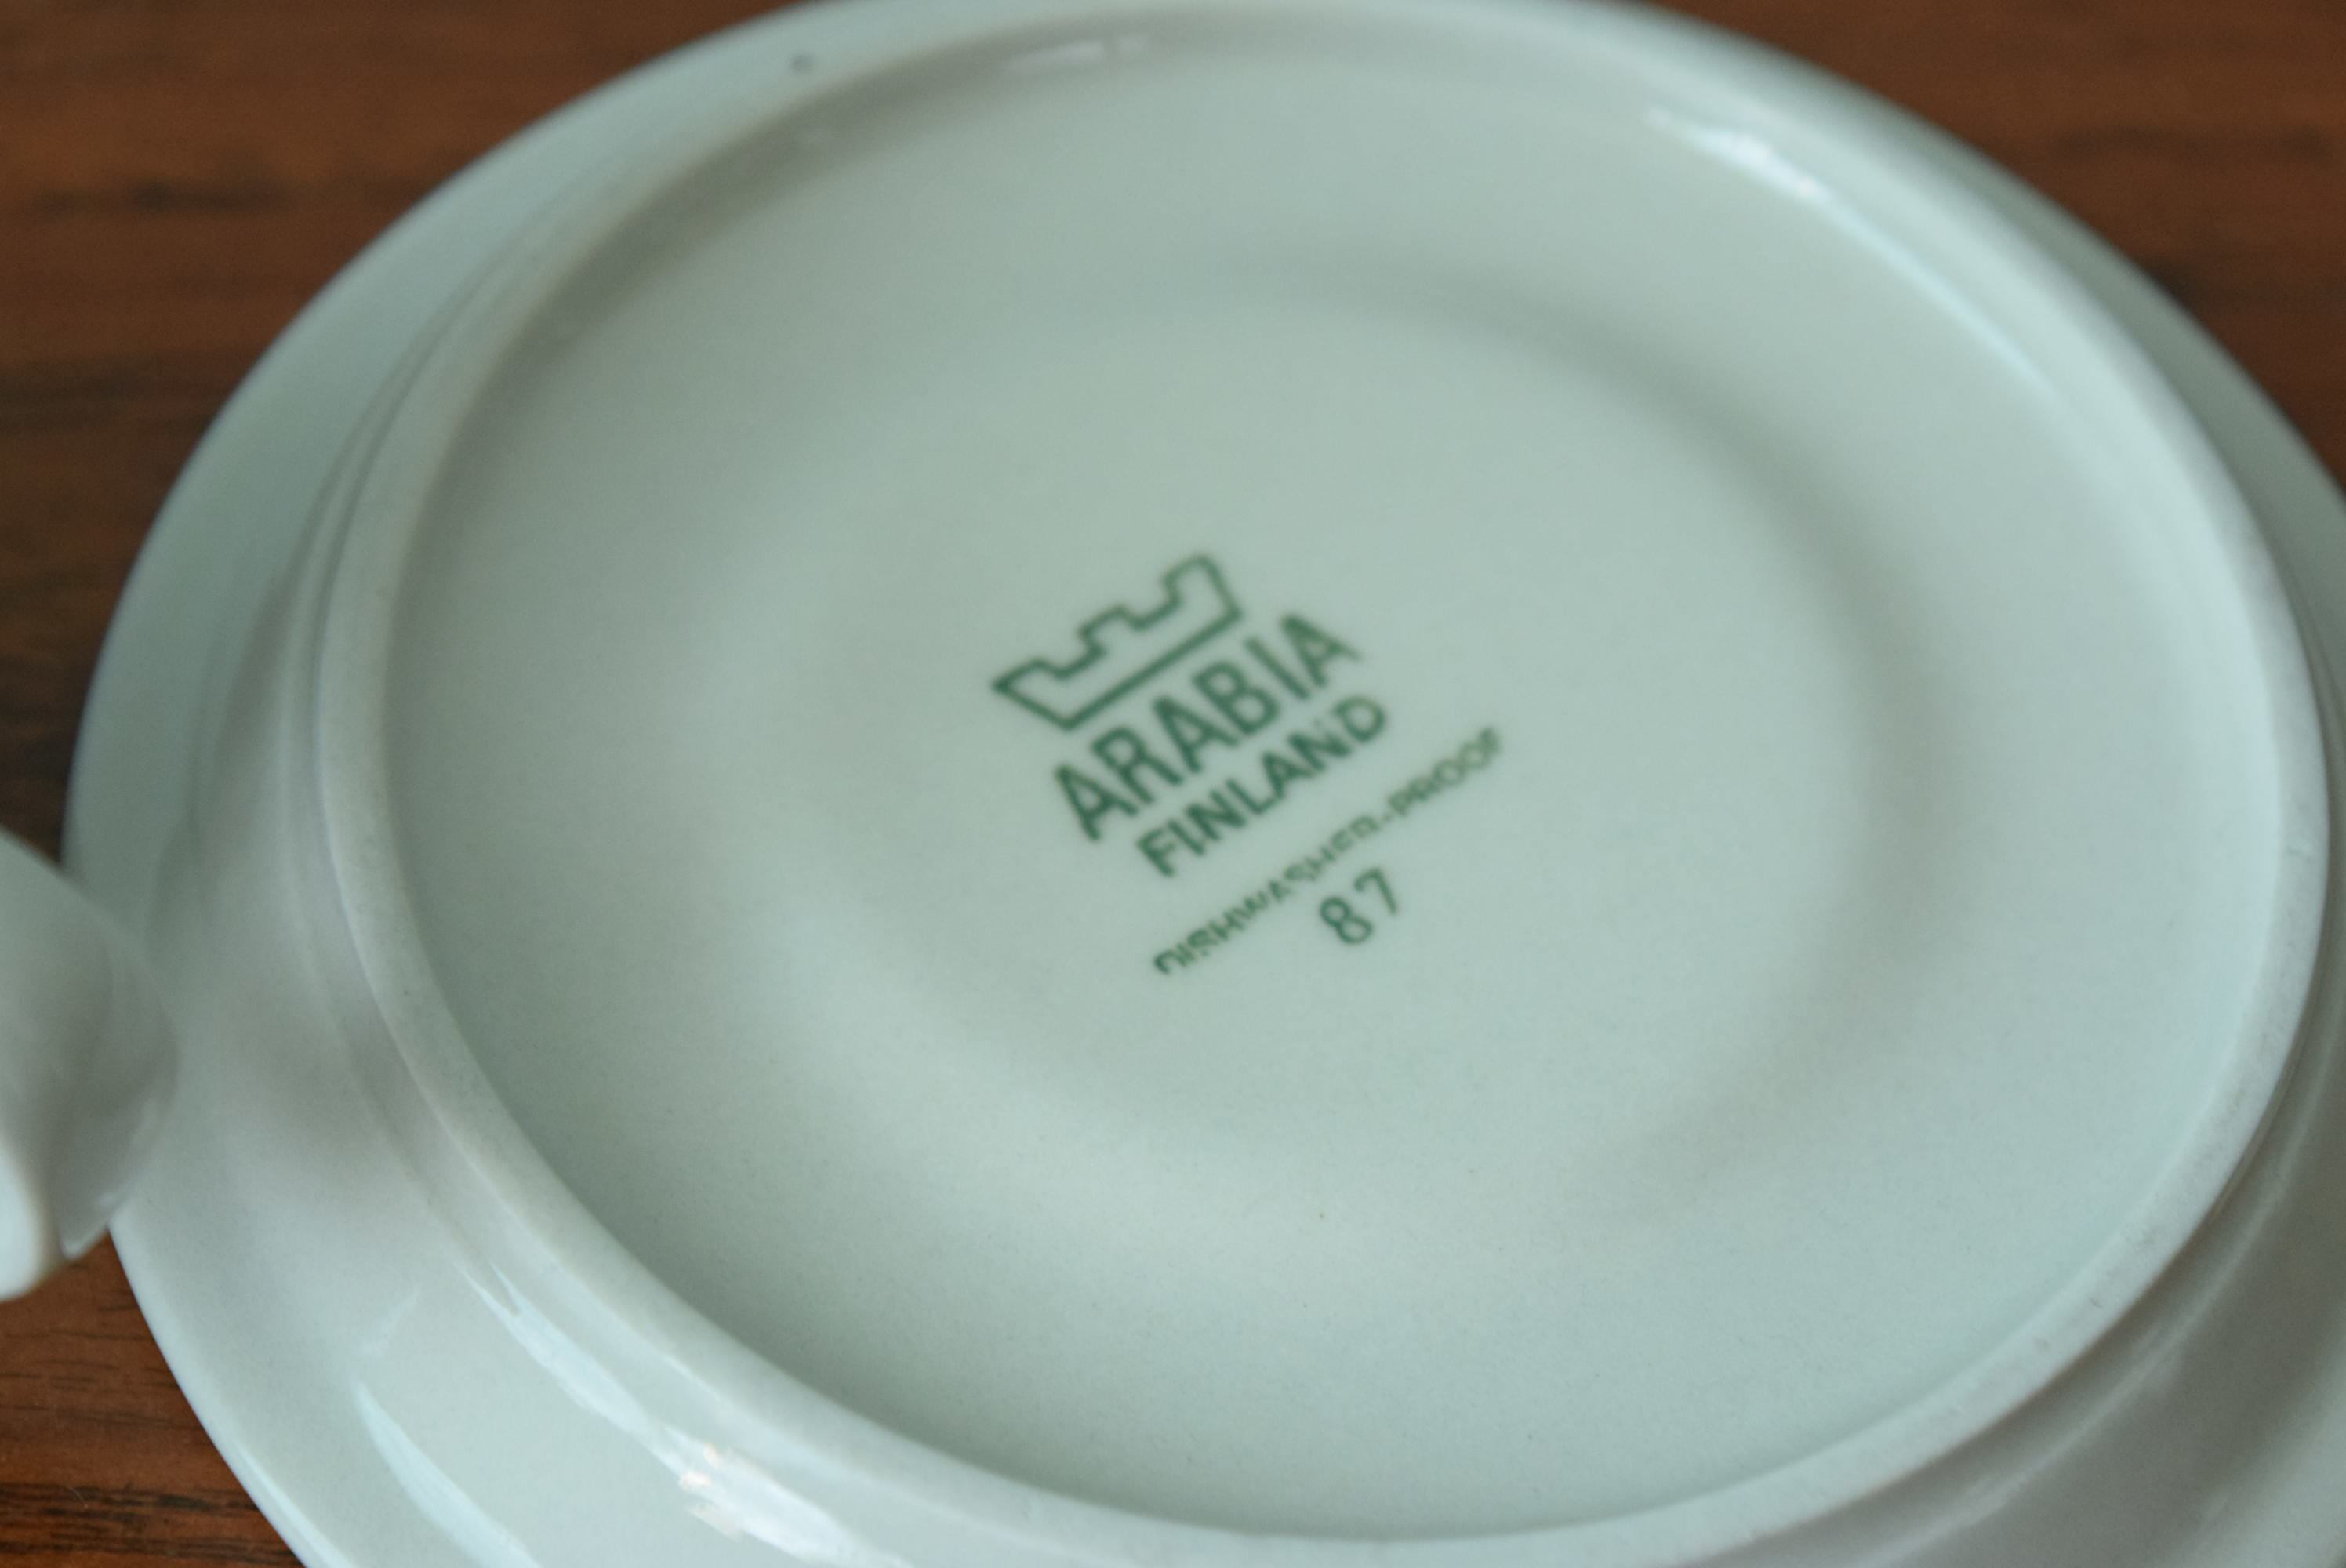 ARABIA
FINLAND
DISHWASHER-PROOF
87